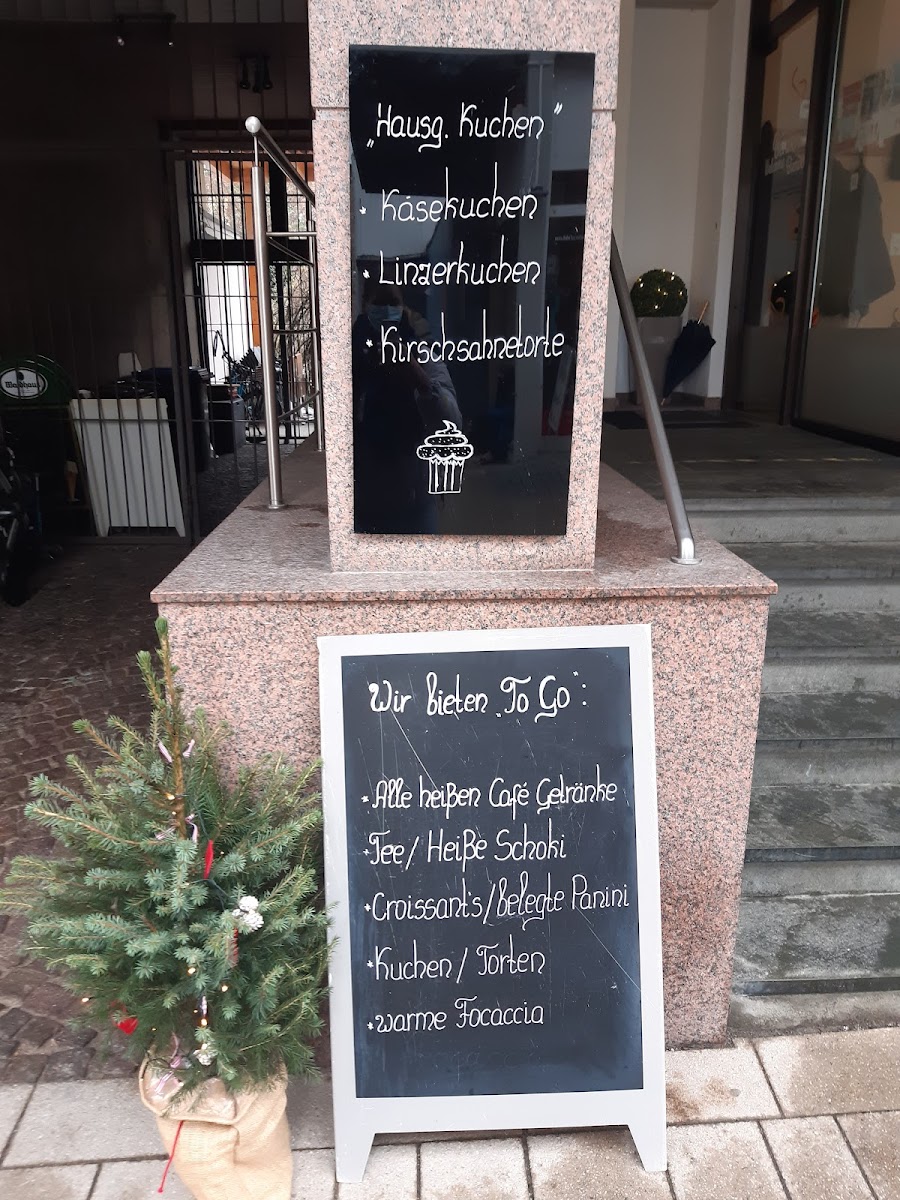 „Hausg. Kuchen"
* Käsekuchen
* Linzerkuchen
* Kirschsahnetorte
Waldhaus
Wir bieten „To Go":
* Alle heißen Café Getränke
* Tee / Heiße Schoki
* Croissant's / Belegte Panini
* Kuchen / Torten
* warme Focaccia